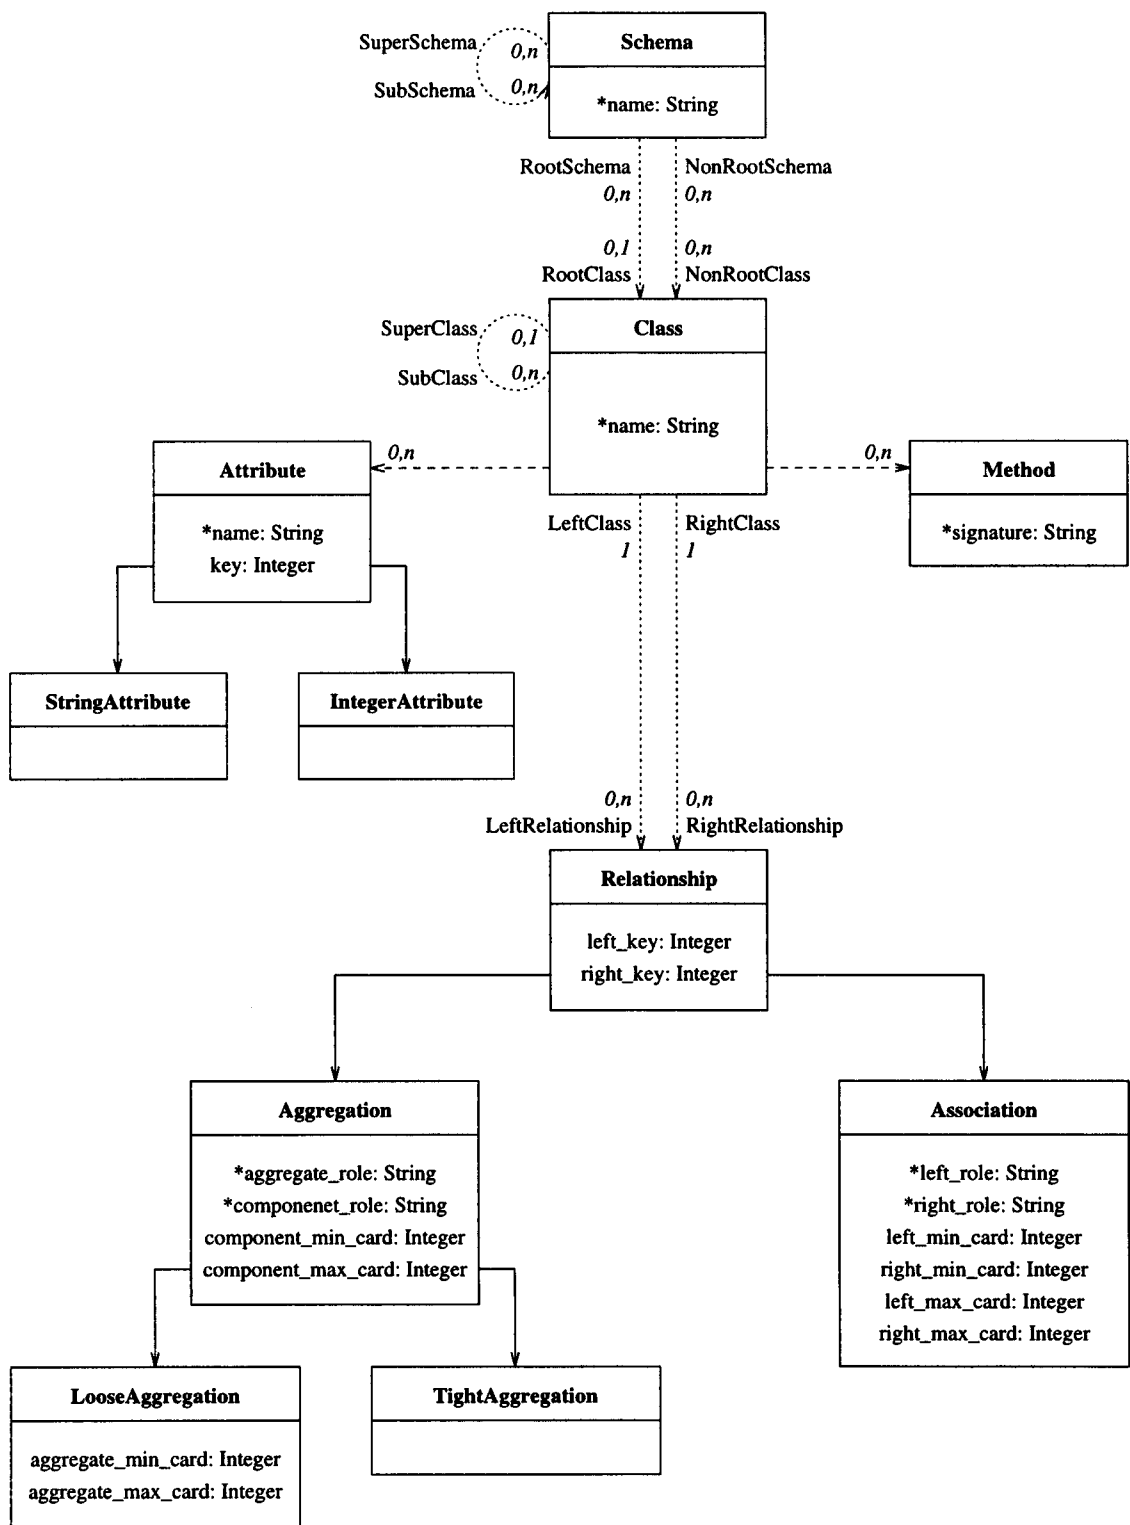 SuperSchema
0,n
SubSchema
0,n
Schema
*name: String
RootSchema
0,n
NonRootSchema
0,n
0,1
RootClass
0,n
NonRootClass
SuperClass
0,1
SubClass
0,n
Class
*name: String
0,n
0,n
Attribute
*name: String
key: Integer
Method
*signature: String
LeftClass
1
RightClass
1
StringAttribute
IntegerAttribute
0,n
LeftRelationship
0,n
RightRelationship
Relationship
left_key: Integer
right_key: Integer
Aggregation
*aggregate_role: String
*componenet_role: String
component_min_card: Integer
component_max_card: Integer
Association
*left_role: String
*right_role: String
left_min_card: Integer
right_min_card: Integer
left_max_card: Integer
right_max_card: Integer
LooseAggregation
aggregate_min_card: Integer
aggregate_max_card: Integer
TightAggregation